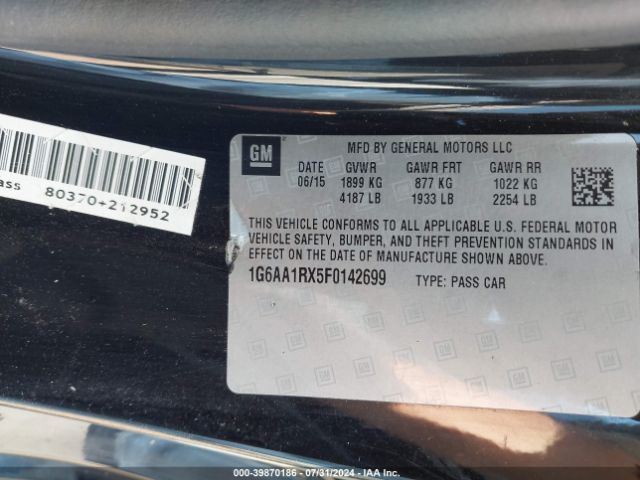 ass 80370+212952
GM
MFD BY GENERAL MOTORS LLC
DATE GVWR GAWR FRT GAWR RR
06/15 1899 KG 877 KG 1022 KG
4187 LB 1933 LB 2254 LB
THIS VEHICLE CONFORMS TO ALL APPLICABLE U.S. FEDERAL MOTOR
VEHICLE SAFETY, BUMPER, AND THEFT PREVENTION STANDARDS IN
EFFECT ON THE DATE OF MANUFACTURE SHOWN ABOVE.
1G6AA1RX5F0142699 TYPE: PASS CAR
000-39870186 - 07/31/2024 - IAA Inc.